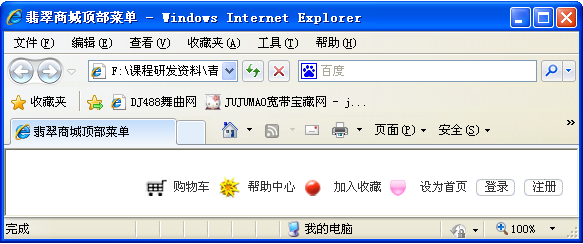 翡翠商城顶部菜单 - Windows Internet Explorer
文件(F) 编辑(E) 查看(V) 收藏夹(A) 工具(T) 帮助(H)
F:\课程研发资料\青 百度
收藏夹 DJ488舞曲网 JUJUMAO宽带宝藏网 - j...
翡翠商城顶部菜单 页面(P) 安全(S) »
购物车 帮助中心 加入收藏 设为首页 登录 注册
完成 我的电脑 100%